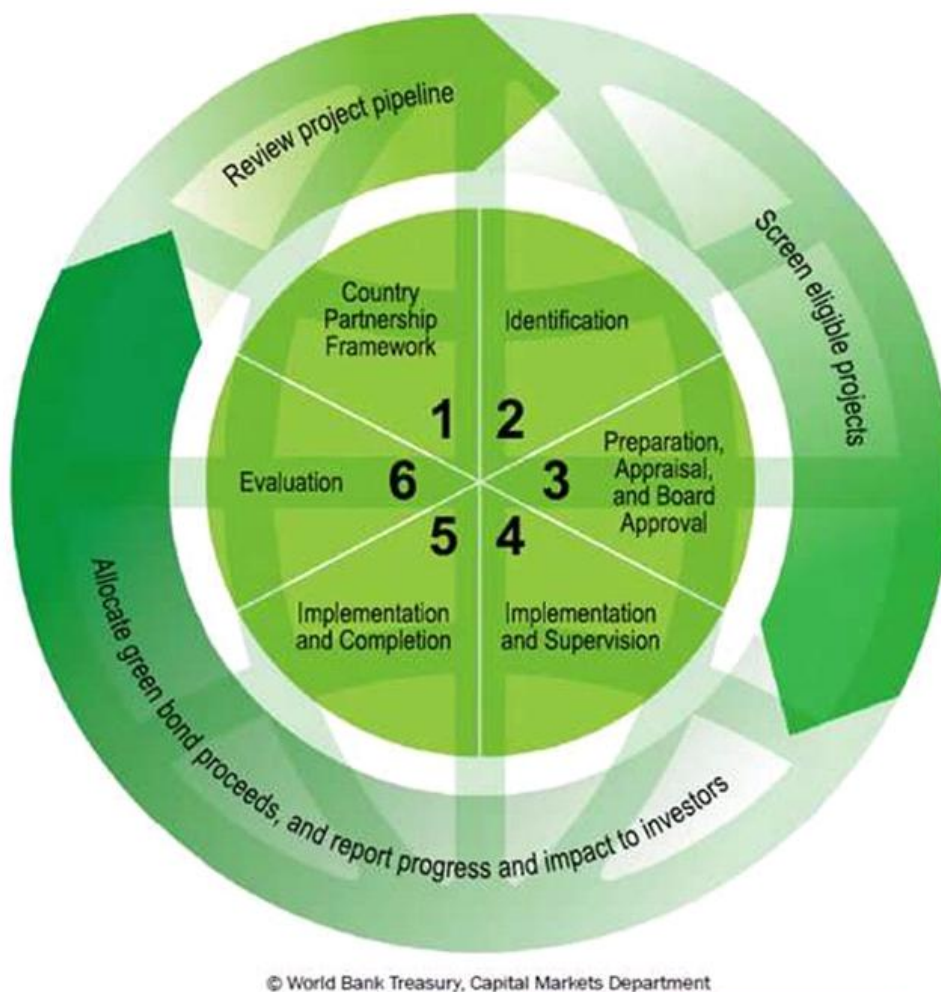 Review project pipeline
Screen eligible projects
Country
Partnership
Framework
1
Identification
2
Preparation,
Appraisal,
and Board
Approval
3
Implementation
and Supervision
4
Implementation
and Completion
5
Evaluation
6
Allocate green bond proceeds, and report progress and impact to investors
© World Bank Treasury, Capital Markets Department